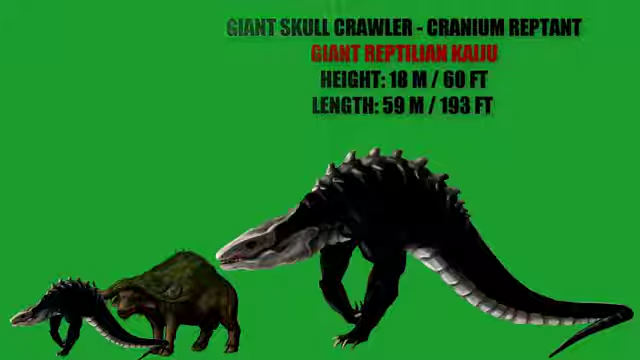 GIANT SKULL CRAWLER - CRANIUM REPTANT
GIANT REPTILIAN KAIJU
HEIGHT: 18 M / 60 FT
LENGTH: 59 M / 193 FT